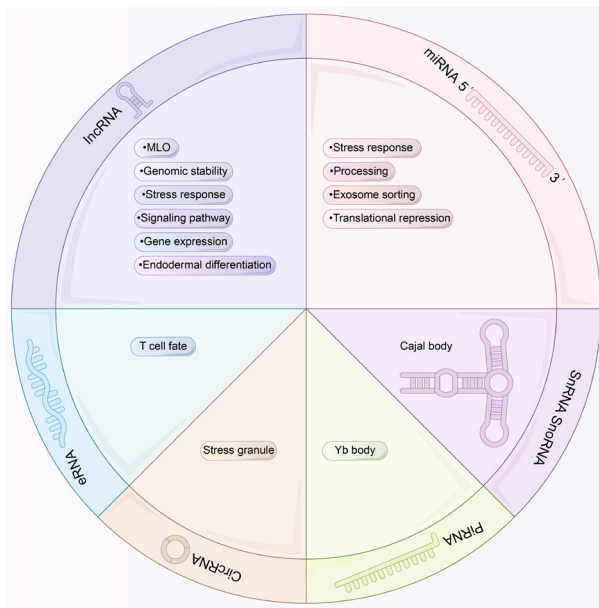 lncRNA
•MLO
•Genomic stability
•Stress response
•Signaling pathway
•Gene expression
•Endodermal differentiation
miRNA 5´
3´
•Stress response
•Processing
•Exosome sorting
•Translational repression
eRNA
T cell fate
Cajal body
SnRNA SnoRNA
Stress granule
CircRNA
Yb body
PiRNA